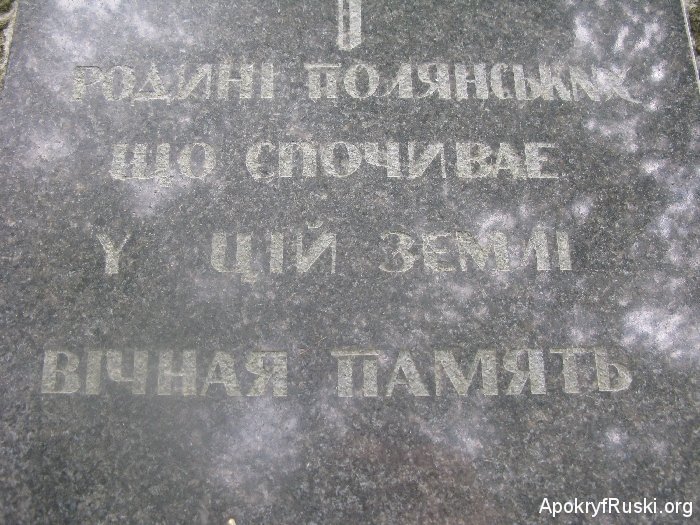 РОДИНІ ПОЛЯНСЬКИХ
ЩО СПОЧИВАЕ
У ЦІЙ ЗЕМЛІ
ВІЧНАЯ ПАМЯТЬ
ApokryfRuski.org